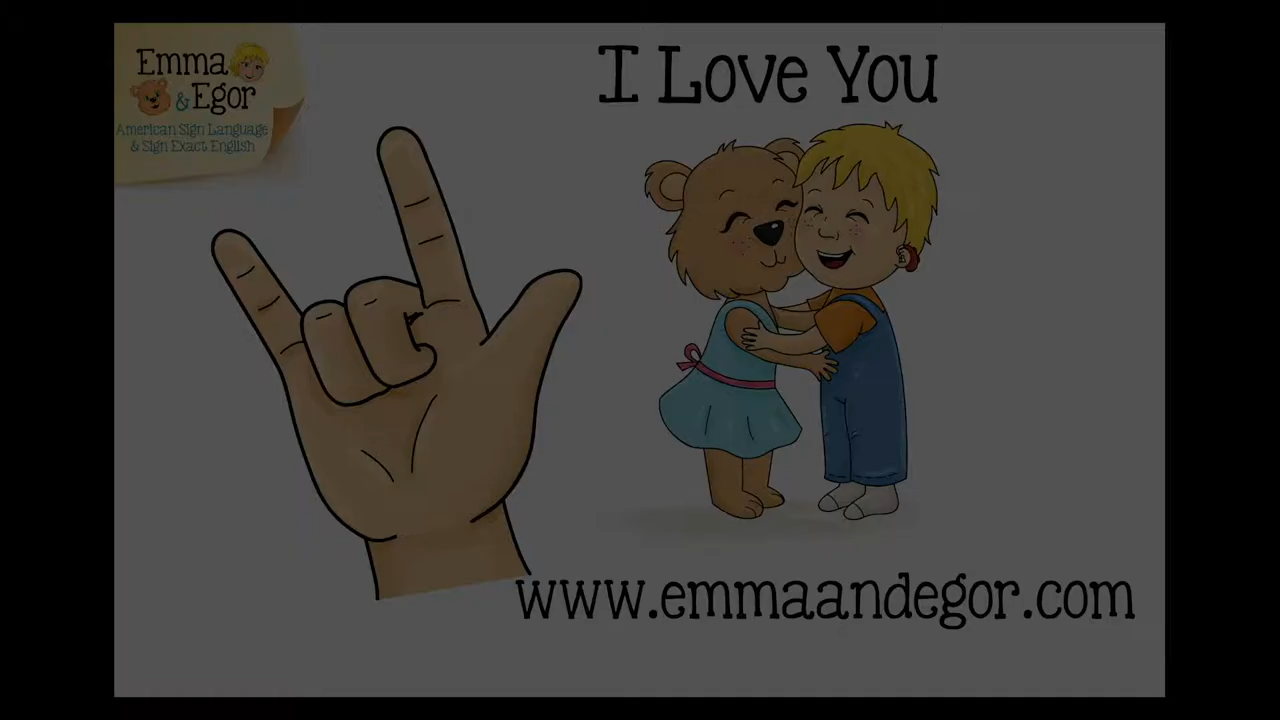 Emma
& Egor
American Sign Language
& Sign Exact English
I Love You
www.emmaandegor.com